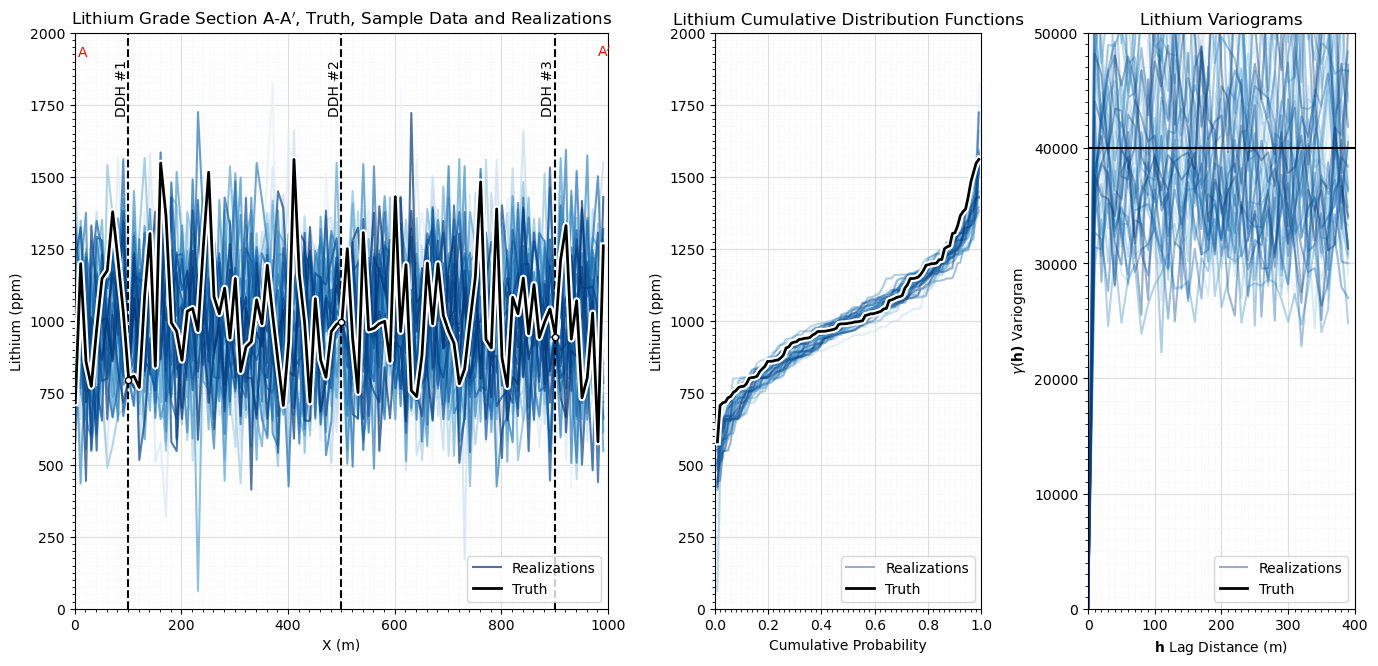 Lithium Grade Section A-A′, Truth, Sample Data and Realizations
2000
1750
1500
1250
1000
750
500
250
0
Lithium (ppm)
A
DDH #1
DDH #2
DDH #3
A
Realizations
Truth
0
200
400
600
800
1000
X (m)
Lithium Cumulative Distribution Functions
2000
1750
1500
1250
1000
750
500
250
0
Lithium (ppm)
Realizations
Truth
0.0
0.2
0.4
0.6
0.8
1.0
Cumulative Probability
Lithium Variograms
50000
40000
30000
20000
10000
0
γ(h) Variogram
Realizations
Truth
0
100
200
300
400
h Lag Distance (m)